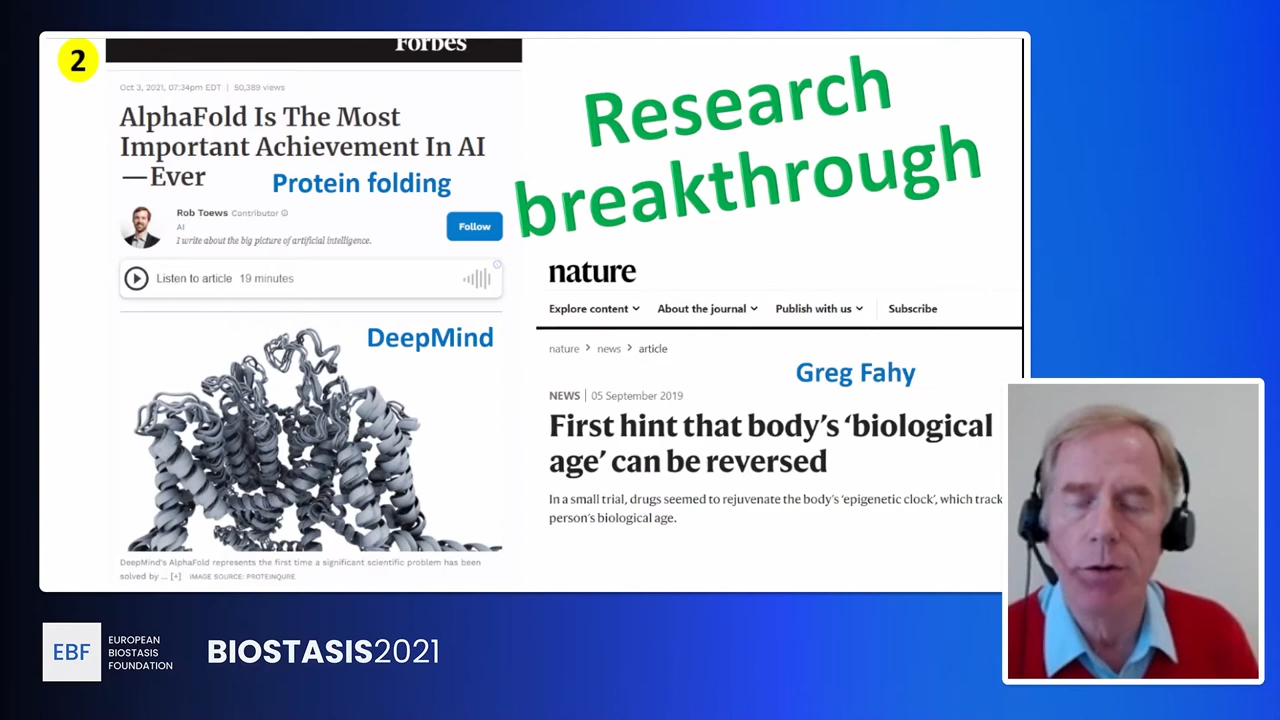 2
Forbes
Oct 3, 2021, 07:34pm EDT | 50,389 views
AlphaFold Is The Most
Important Achievement In AI
—Ever
Protein folding
Rob Toews Contributor
AI
I write about the big picture of artificial intelligence.
Follow
Listen to article 19 minutes
DeepMind
DeepMind's AlphaFold represents the first time a significant scientific problem has been
solved by ... [+] IMAGE SOURCE: PROTEINQURE
Research
breakthrough
nature
Explore content About the journal Publish with us Subscribe
nature > news > article
Greg Fahy
NEWS | 05 September 2019
First hint that body's 'biological
age' can be reversed
In a small trial, drugs seemed to rejuvenate the body's 'epigenetic clock', which track
person's biological age.
EBF
EUROPEAN
BIOSTASIS
FOUNDATION
BIOSTASIS2021